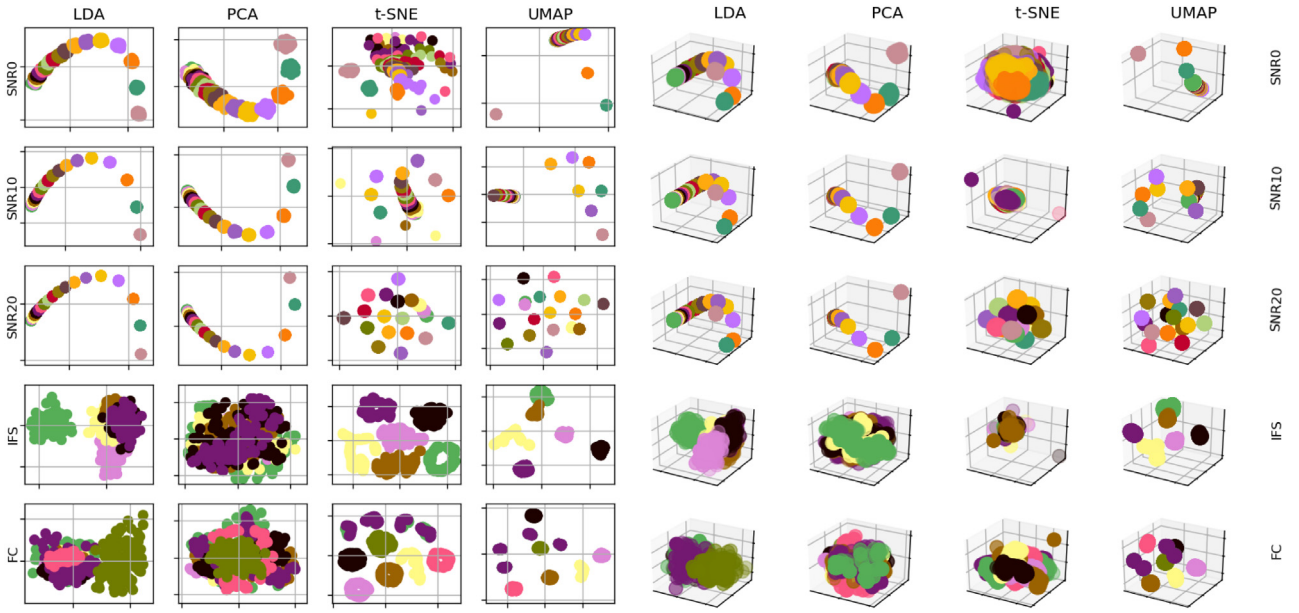 LDA PCA t-SNE UMAP LDA PCA t-SNE UMAP
SNR0 SNR0
SNR10 SNR10
SNR20 SNR20
IFS IFS
FC FC